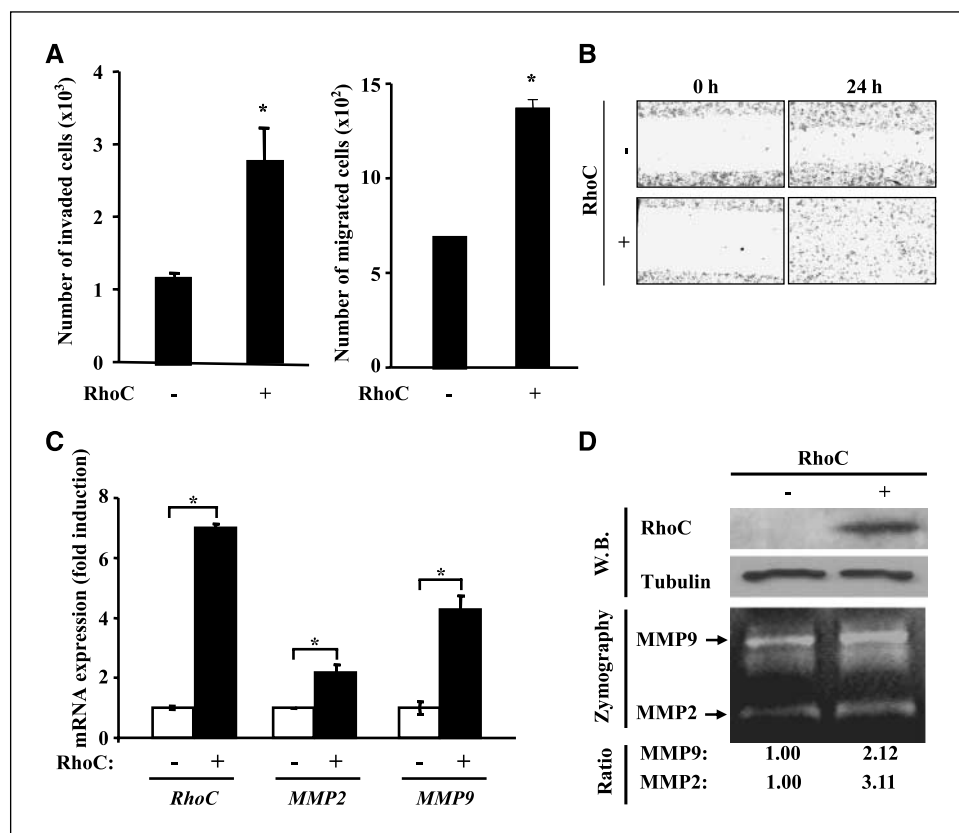 A
Number of invaded cells (x10³)
4
3
2
1
0
*
RhoC - +
Number of migrated cells (x10²)
15
10
5
0
*
RhoC - +
B
0 h 24 h
RhoC
-
+
C
mRNA expression (fold induction)
8
6
4
2
0
*
*
*
RhoC: - + - + - +
RhoC MMP2 MMP9
D
RhoC
- +
W.B.
RhoC
Tubulin
Zymography
MMP9
MMP2
Ratio
MMP9: 1.00 2.12
MMP2: 1.00 3.11